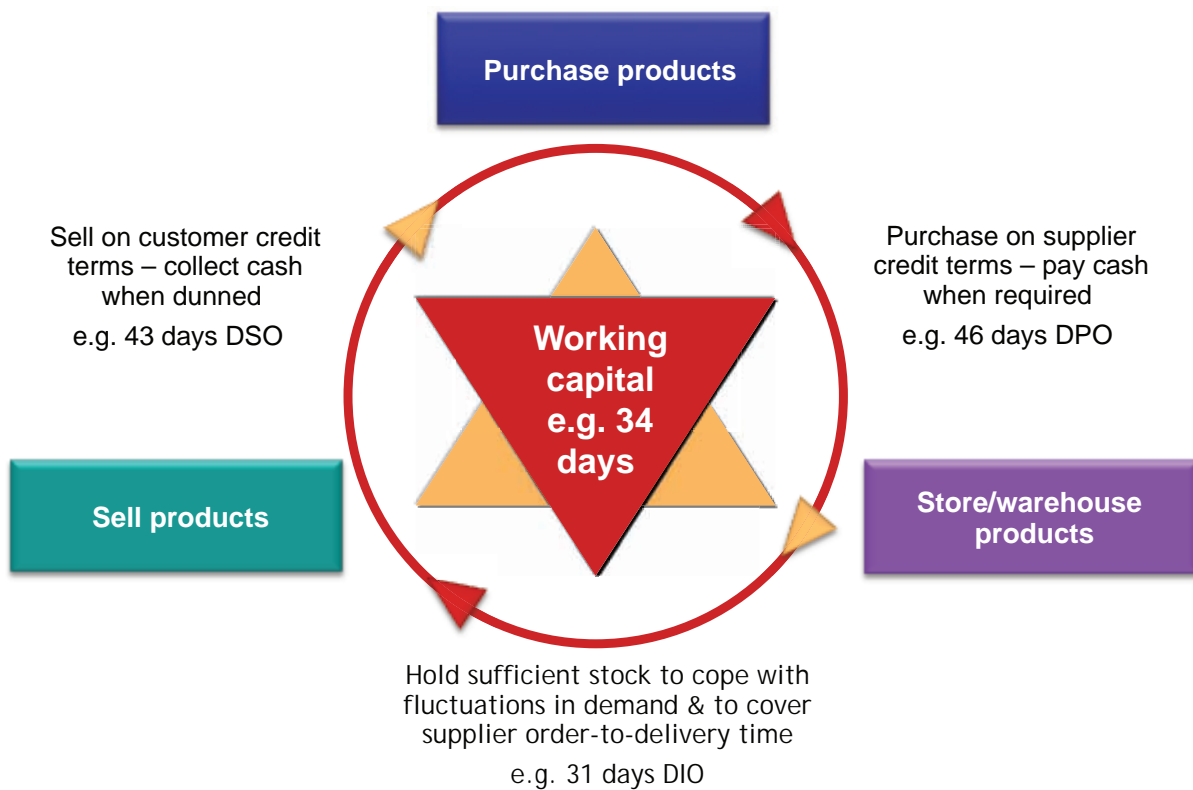 Purchase products
Sell on customer credit
terms – collect cash
when dunned
e.g. 43 days DSO
Purchase on supplier
credit terms – pay cash
when required
e.g. 46 days DPO
Working
capital
e.g. 34
days
Sell products
Store/warehouse
products
Hold sufficient stock to cope with
fluctuations in demand & to cover
supplier order-to-delivery time
e.g. 31 days DIO